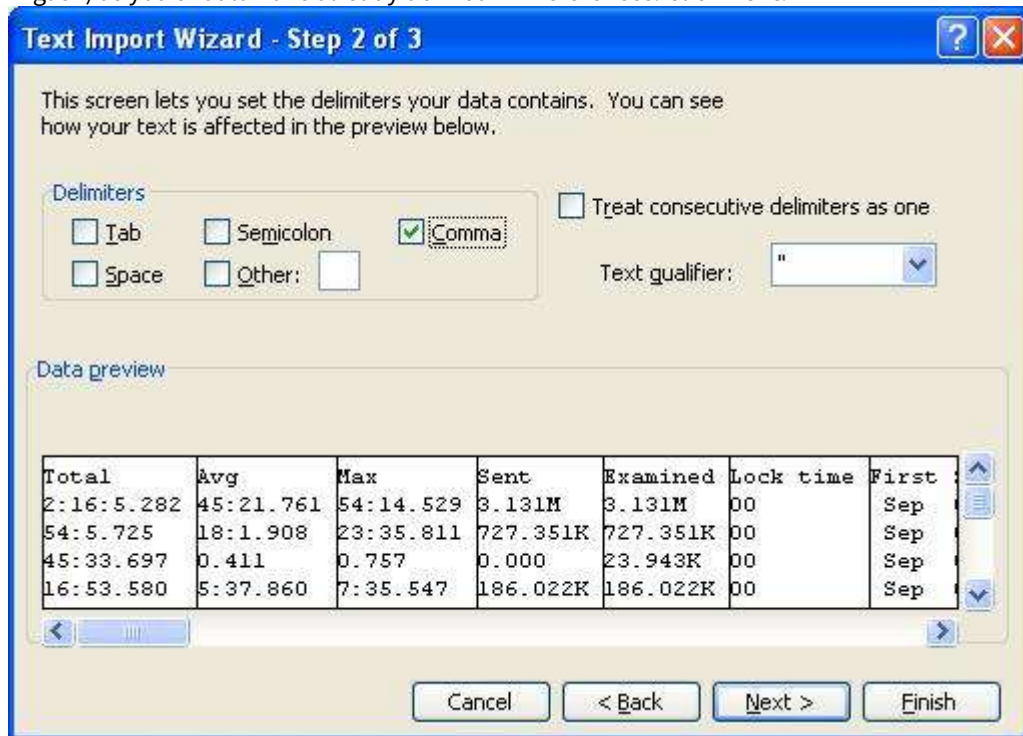 Text Import Wizard - Step 2 of 3
This screen lets you set the delimiters your data contains. You can see
how your text is affected in the preview below.
Delimiters
Tab Semicolon Comma
Space Other:
Treat consecutive delimiters as one
Text qualifier: "
Data preview
Total Avg Max Sent Examined Lock time First
2:16:5.282 45:21.761 54:14.529 3.131M 3.131M 00 Sep
54:5.725 18:1.908 23:35.811 727.351K 727.351K 00 Sep
45:33.697 0.411 0.757 0.000 23.943K 00 Sep
16:53.580 5:37.860 7:35.547 186.022K 186.022K 00 Sep
Cancel < Back Next > Finish